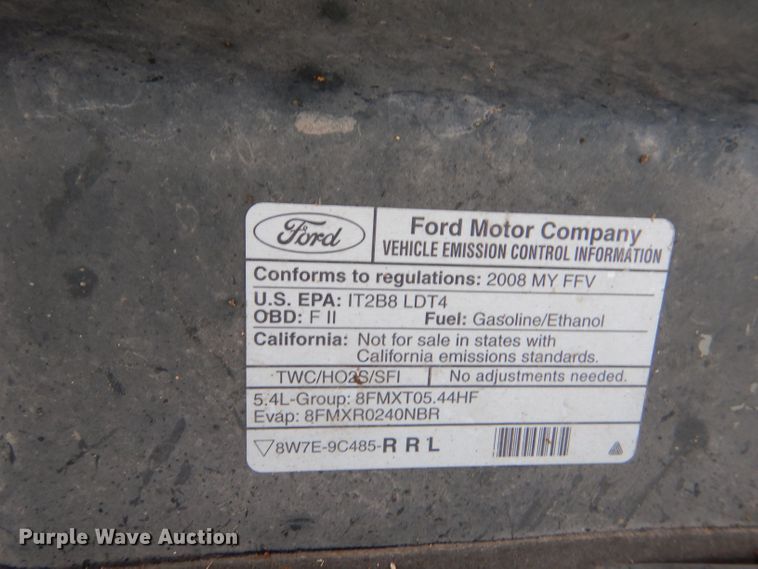 Ford
Ford Motor Company
VEHICLE EMISSION CONTROL INFORMATION
Conforms to regulations: 2008 MY FFV
U.S. EPA: IT2B8 LDT4
OBD: F II Fuel: Gasoline/Ethanol
California: Not for sale in states with
California emissions standards.
TWC/HO2S/SFI No adjustments needed.
5.4L-Group: 8FMXT05.44HF
Evap: 8FMXR0240NBR
8W7E-9C485-R R L
Purple Wave Auction